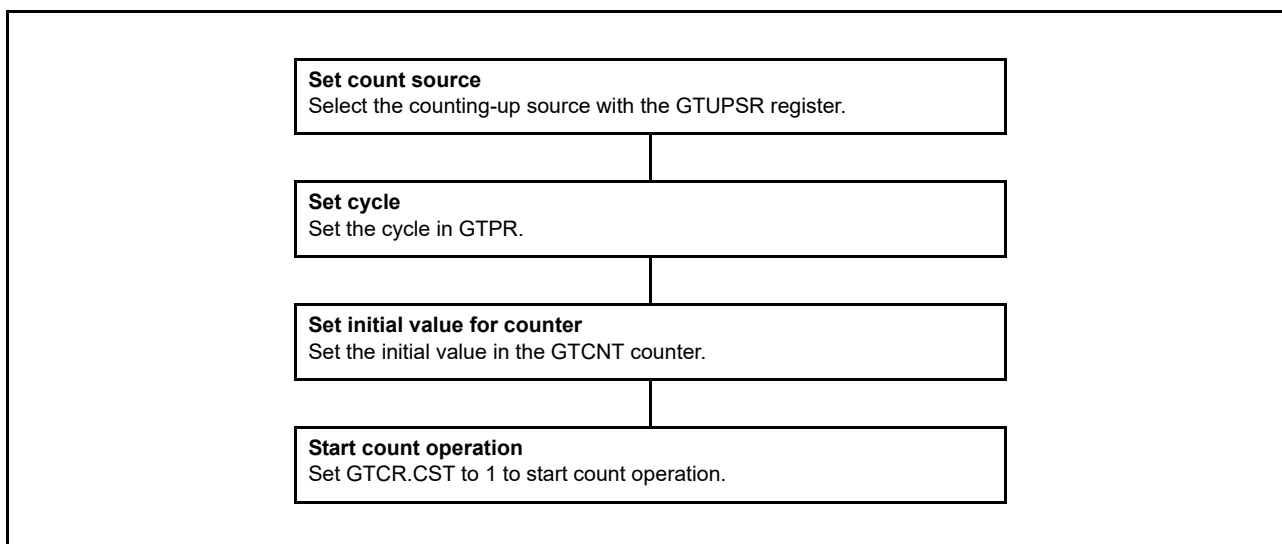 Set count source
Select the counting-up source with the GTUPSR register.
Set cycle
Set the cycle in GTPR.
Set initial value for counter
Set the initial value in the GTCNT counter.
Start count operation
Set GTCR.CST to 1 to start count operation.